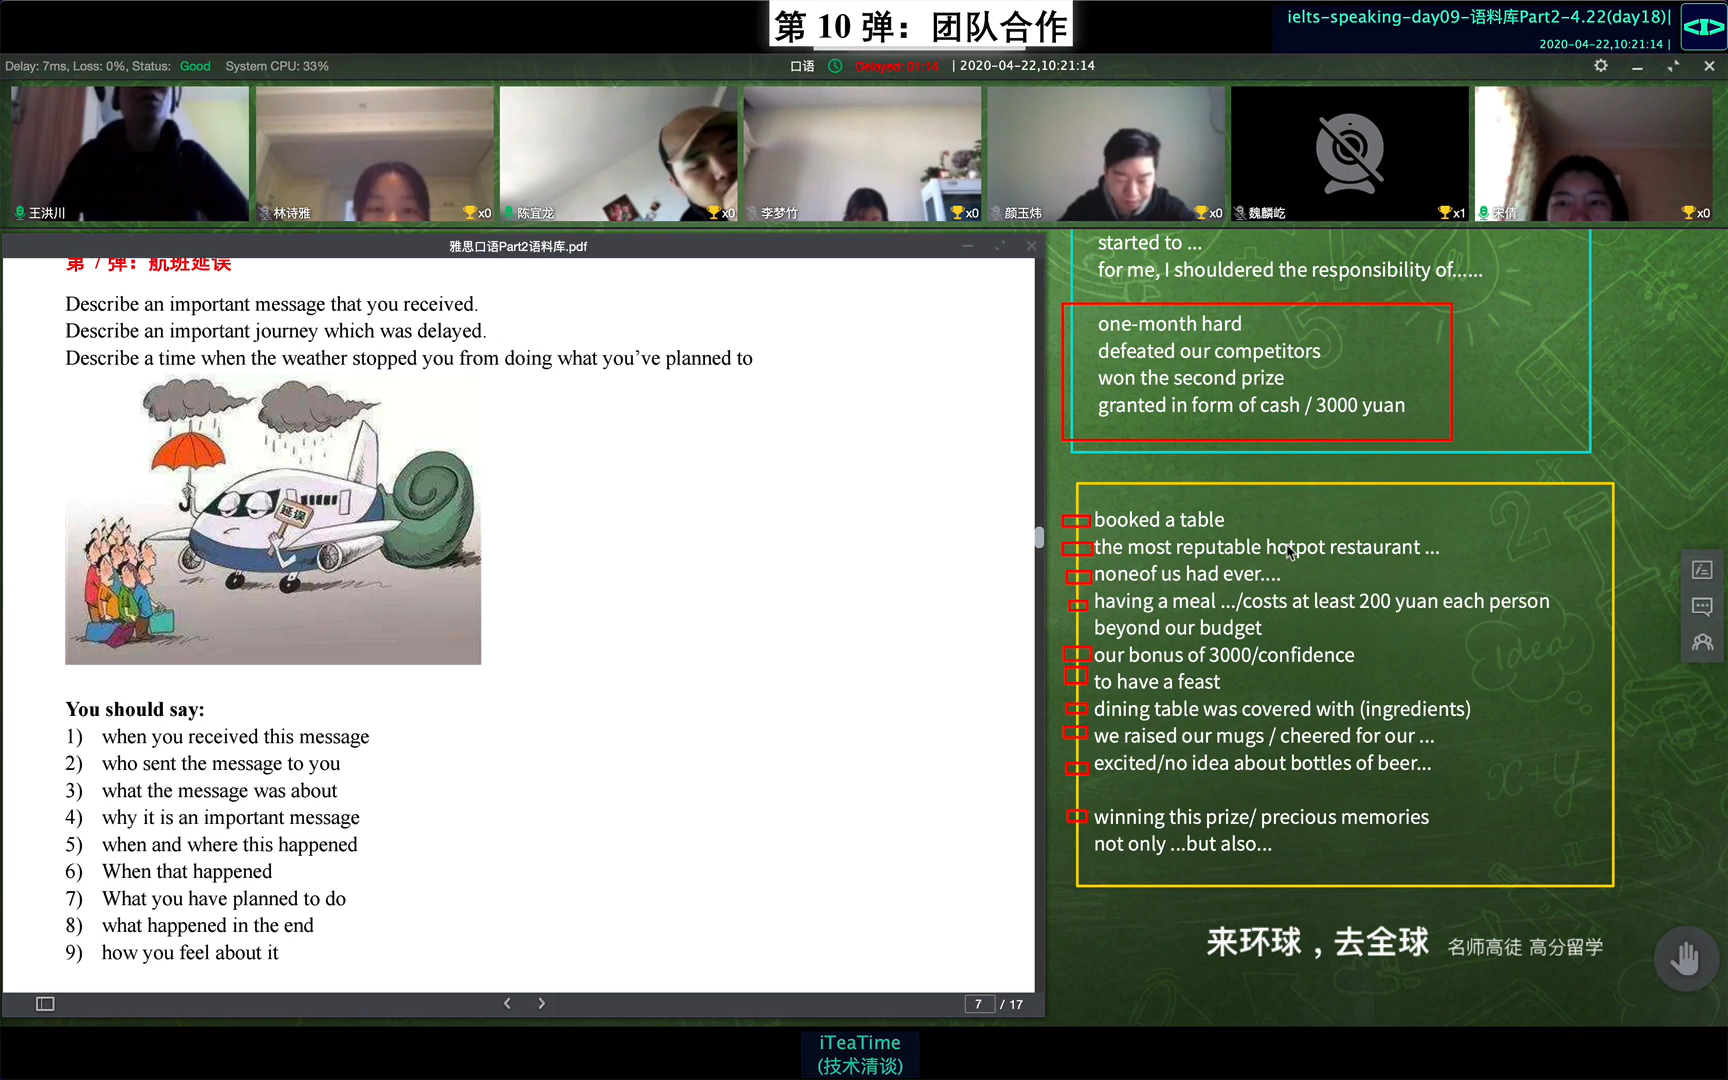 第 10 弹：团队合作
ielts-speaking-day09-语料库Part2-4.22(day18)|
2020-04-22,10:21:14 |
Delay: 7ms, Loss: 0%, Status: Good System CPU: 33%
口语 Delayed: 01:14 | 2020-04-22,10:21:14
王洪川
林诗雅 x0
陈宜龙 x0
李梦竹 x0
颜玉炜 x0
魏麟屹 x1
宋倩 x0
雅思口语Part2语料库.pdf
第 7 弹：航班延误
Describe an important message that you received.
Describe an important journey which was delayed.
Describe a time when the weather stopped you from doing what you’ve planned to
延误
You should say:
1) when you received this message
2) who sent the message to you
3) what the message was about
4) why it is an important message
5) when and where this happened
6) When that happened
7) What you have planned to do
8) what happened in the end
9) how you feel about it
7 / 17
started to ...
for me, I shouldered the responsibility of......
one-month hard
defeated our competitors
won the second prize
granted in form of cash / 3000 yuan
booked a table
the most reputable hotpot restaurant ...
noneof us had ever....
having a meal .../costs at least 200 yuan each person
beyond our budget
our bonus of 3000/confidence
to have a feast
dining table was covered with (ingredients)
we raised our mugs / cheered for our ...
excited/no idea about bottles of beer...
winning this prize/ precious memories
not only ...but also...
Idea
x+y
来环球，去全球 名师高徒 高分留学
iTeaTime
(技术清谈)